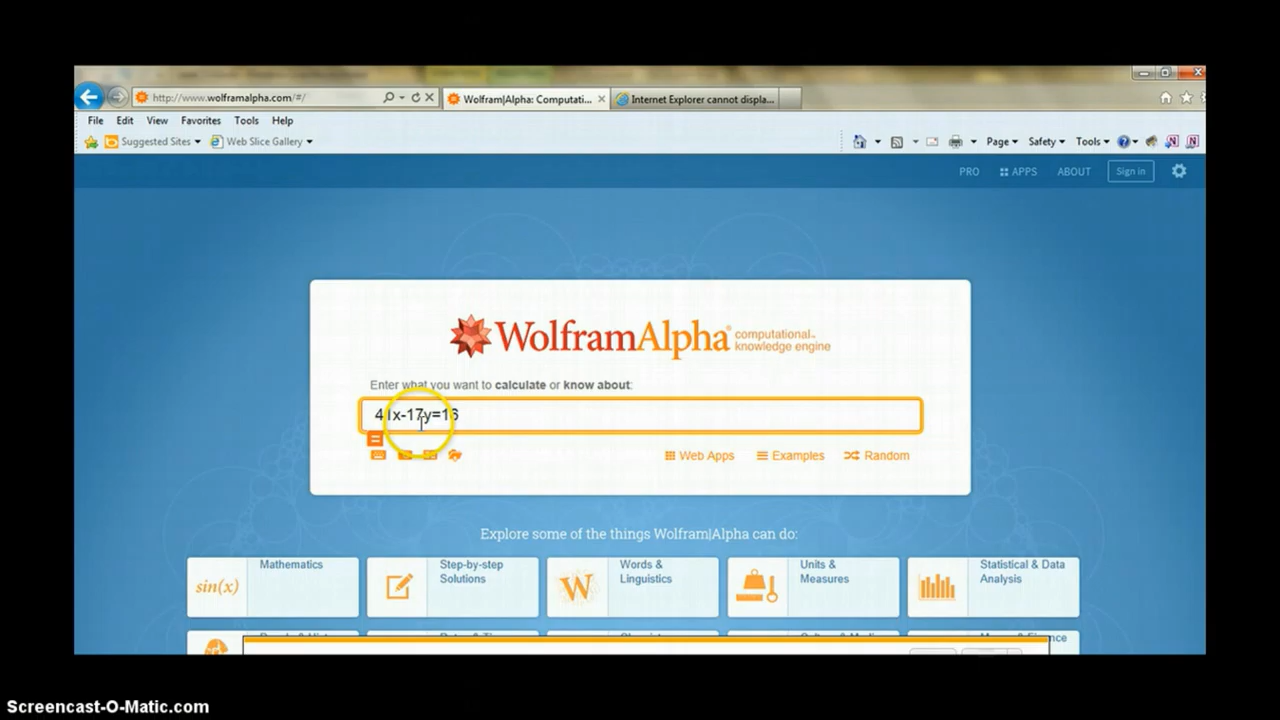 http://www.wolframalpha.com/#/
Wolfram|Alpha: Computati...
Internet Explorer cannot displa...
File Edit View Favorites Tools Help
Suggested Sites Web Slice Gallery
Page Safety Tools
PRO APPS ABOUT Sign in
WolframAlpha computational knowledge engine
Enter what you want to calculate or know about:
41x-17y=16
Web Apps Examples Random
Explore some of the things Wolfram|Alpha can do:
sin(x) Mathematics
Step-by-step Solutions
W Words & Linguistics
Units & Measures
Statistical & Data Analysis
Screencast-O-Matic.com